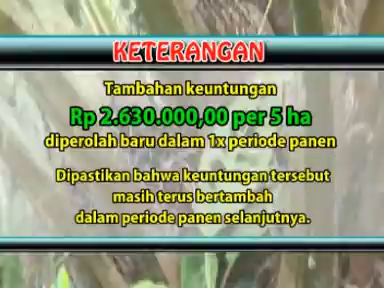 KETERANGAN
Tambahan keuntungan
Rp 2.630.000,00 per 5 ha
diperolah baru dalam 1x periode panen
Dipastikan bahwa keuntungan tersebut
masih terus bertambah
dalam periode panen selanjutnya.